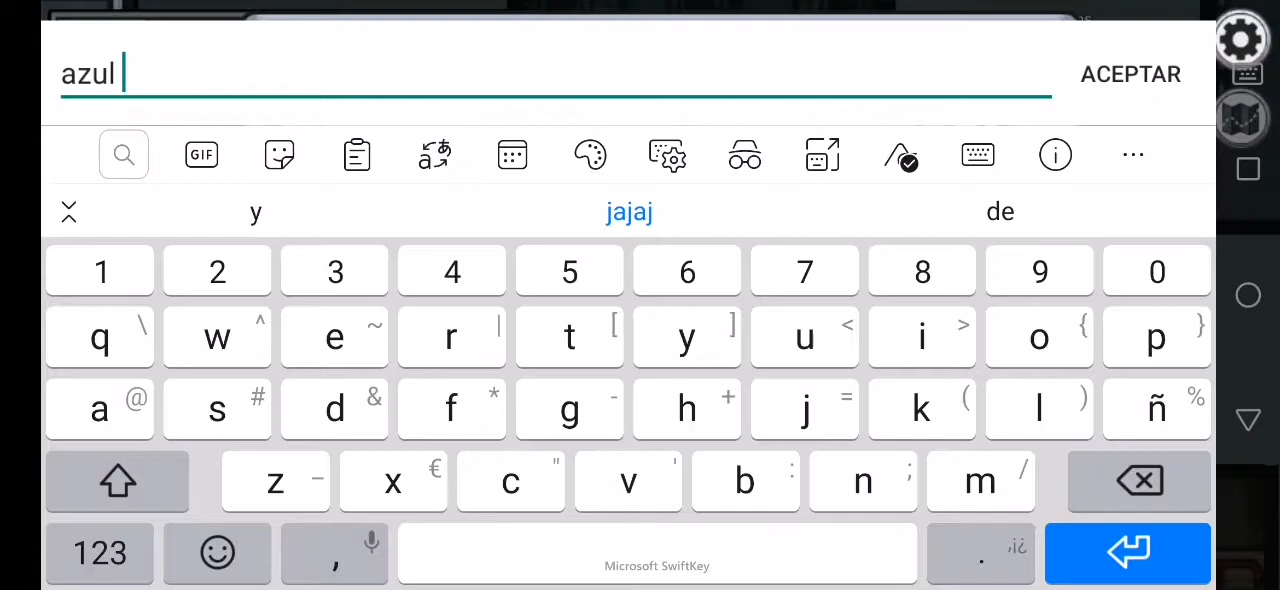 azul
ACEPTAR
GIF
y jajaj de
1 2 3 4 5 6 7 8 9 0
q \ w ^ e ~ r | t [ y ] u < i > o { p }
a @ s # d & f * g - h + j = k ( l ) ñ %
z _ x € c " v ' b : n ; m /
123 , Microsoft SwiftKey . ,¡¿